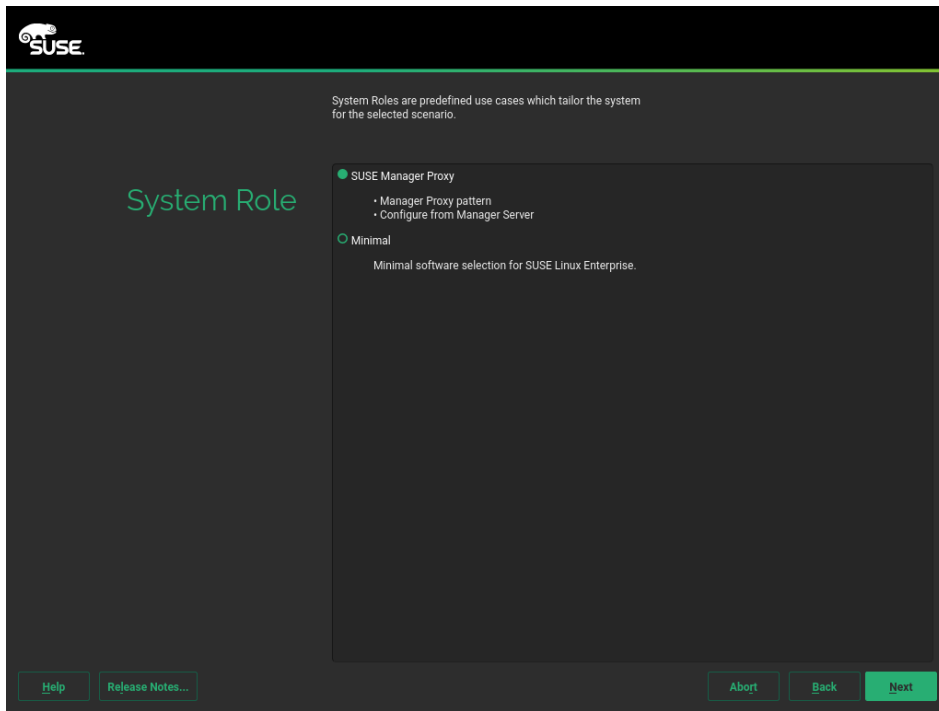 SUSE.
System Roles are predefined use cases which tailor the system
for the selected scenario.
System Role
SUSE Manager Proxy
• Manager Proxy pattern
• Configure from Manager Server
Minimal
Minimal software selection for SUSE Linux Enterprise.
Help
Release Notes...
Abort
Back
Next